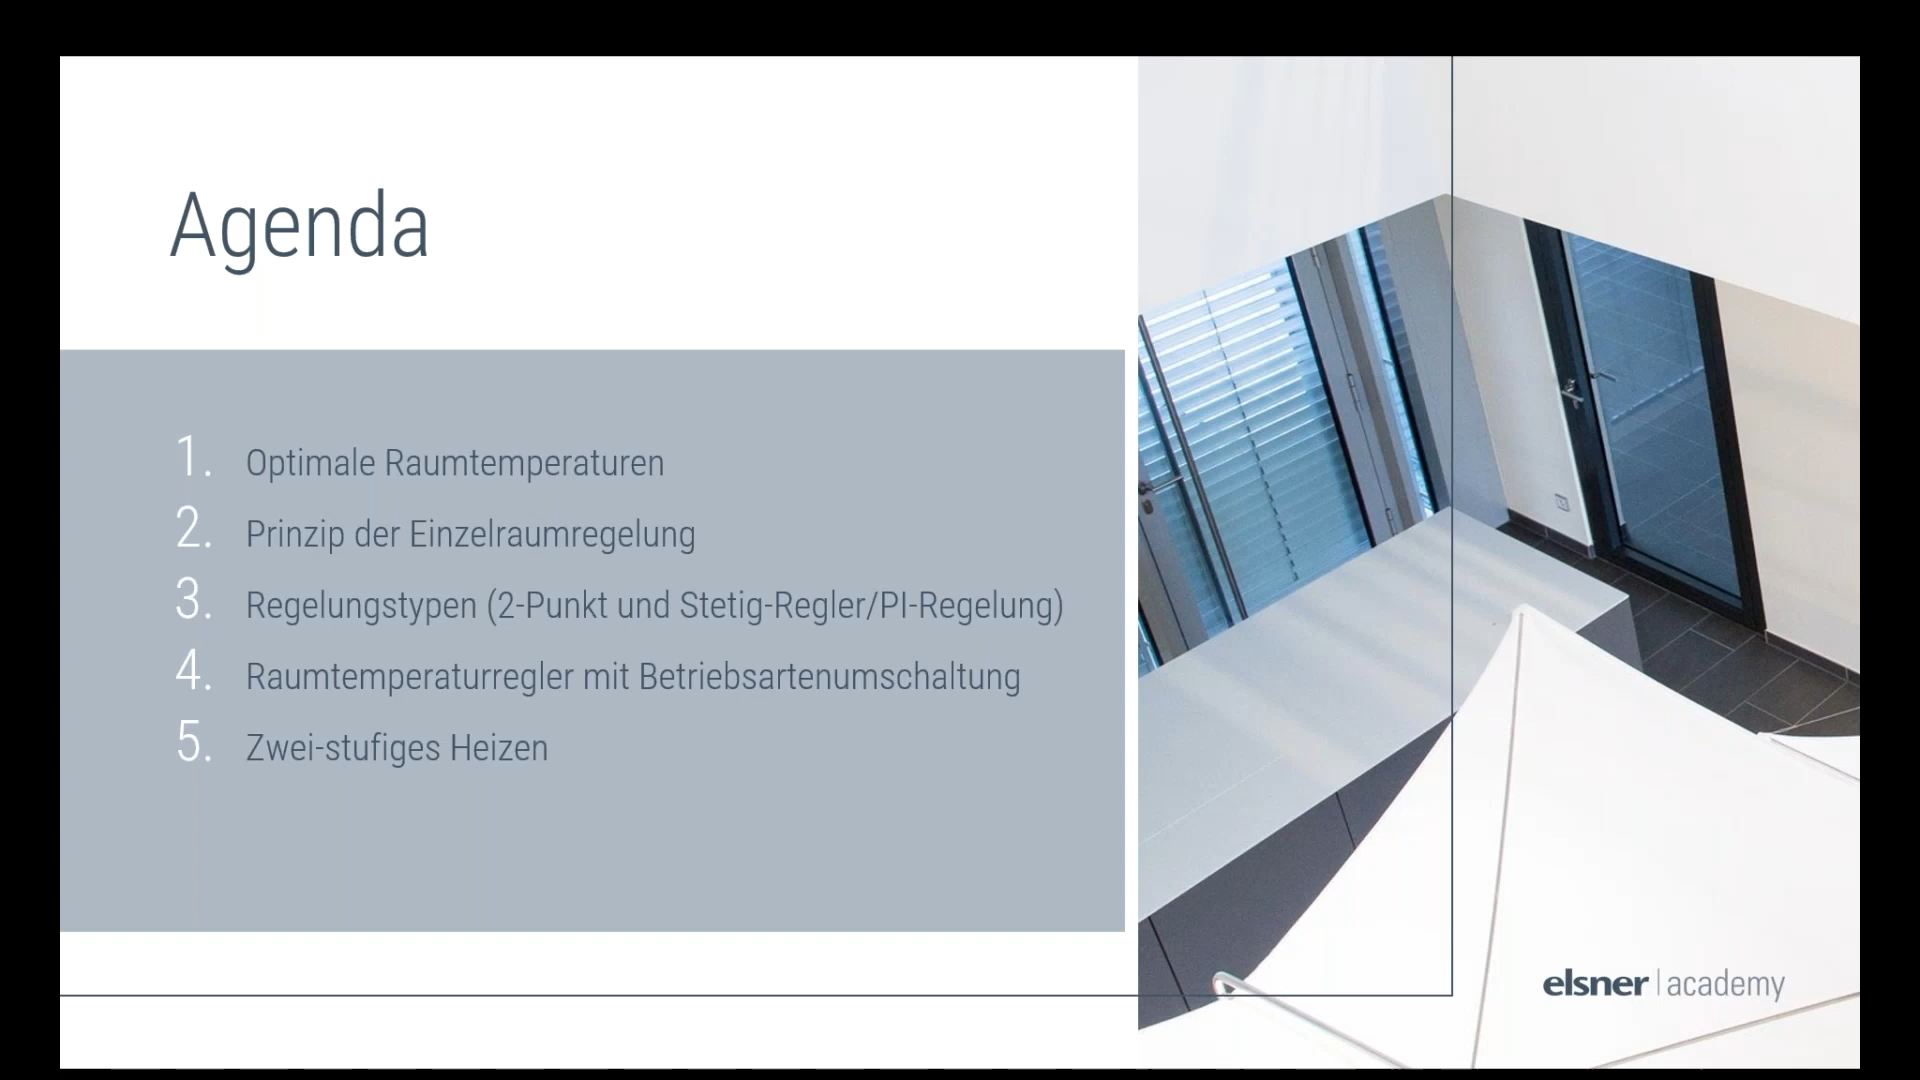 Agenda
1. Optimale Raumtemperaturen
2. Prinzip der Einzelraumregelung
3. Regelungstypen (2-Punkt und Stetig-Regler/PI-Regelung)
4. Raumtemperaturregler mit Betriebsartenumschaltung
5. Zwei-stufiges Heizen
elsner | academy